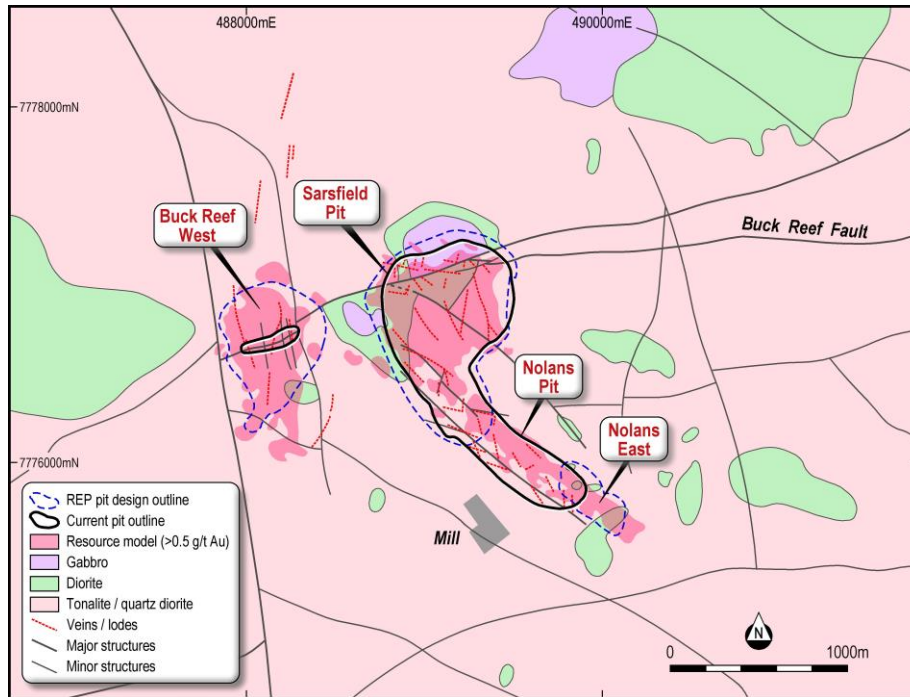 488000mE
490000mE
7778000mN
Sarsfield
Pit
Buck Reef
West
Buck Reef Fault
Nolans
Pit
Nolans
East
7776000mN
REP pit design outline
Current pit outline
Resource model (>0.5 g/t Au)
Gabbro
Diorite
Tonalite / quartz diorite
Veins / lodes
Major structures
Minor structures
Mill
N
0
1000m